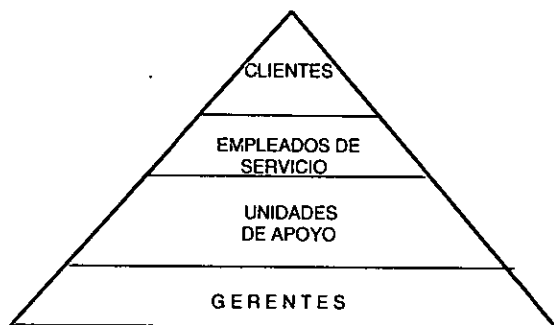 CLIENTES
EMPLEADOS DE
SERVICIO
UNIDADES
DE APOYO
GERENTES